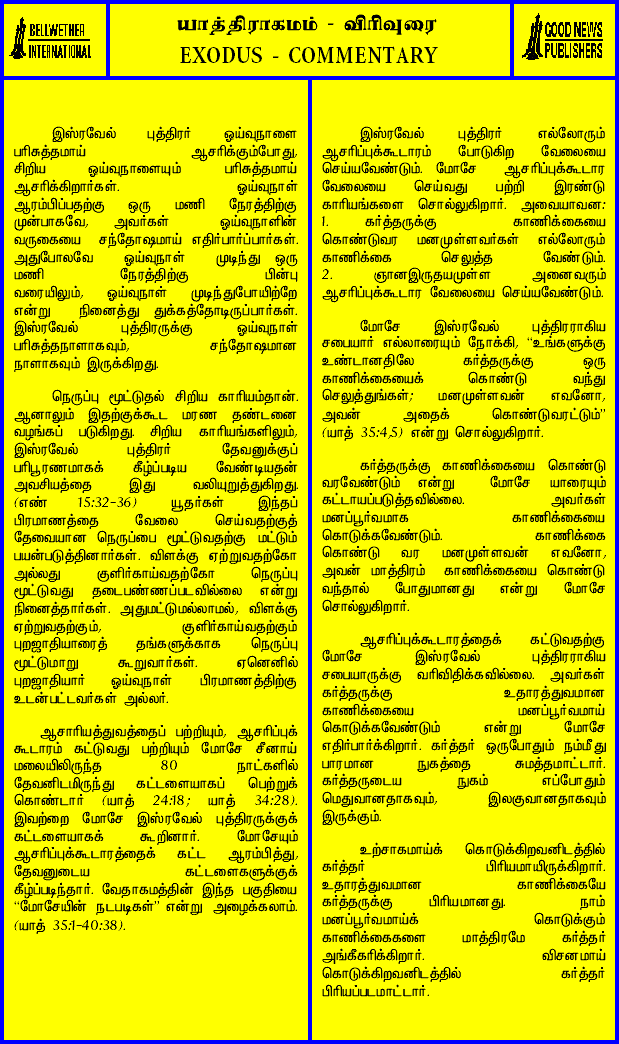 BELLWETHER
INTERNATIONAL
யாத்திராகமம் - விரிவுரை
EXODUS - COMMENTARY
GOOD NEWS
PUBLISHERS
இஸ்ரவேல் புத்திரர் ஓய்வுநாளை
பரிசுத்தமாய் ஆசரிக்கும்போது,
சிறிய ஓய்வுநாளையும் பரிசுத்தமாய்
ஆசரிக்கிறார்கள். ஓய்வுநாள்
ஆரம்பிப்பதற்கு ஒரு மணி நேரத்திற்கு
முன்பாகவே, அவர்கள் ஓய்வுநாளின்
வருகையை சந்தோஷமாய் எதிர்பார்ப்பார்கள்.
அதுபோலவே ஓய்வுநாள் முடிந்து ஒரு
மணி நேரத்திற்கு பின்பு
வரையிலும், ஓய்வுநாள் முடிந்துபோயிற்றே
என்று நினைத்து துக்கத்தோடிருப்பார்கள்.
இஸ்ரவேல் புத்திரருக்கு ஓய்வுநாள்
பரிசுத்தநாளாகவும், சந்தோஷமான
நாளாகவும் இருக்கிறது.
நெருப்பு மூட்டுதல் சிறிய காரியம்தான்.
ஆனாலும் இதற்குக்கூட மரண தண்டனை
வழங்கப் படுகிறது. சிறிய காரியங்களிலும்,
இஸ்ரவேல் புத்திரர் தேவனுக்குப்
பரிபூரணமாகக் கீழ்ப்படிய வேண்டியதன்
அவசியத்தை இது வலியுறுத்துகிறது.
(எண் 15:32-36) யூதர்கள் இந்தப்
பிரமாணத்தை வேலை செய்வதற்குத்
தேவையான நெருப்பை மூட்டுவதற்கு மட்டும்
பயன்படுத்தினார்கள். விளக்கு ஏற்றுவதற்கோ
அல்லது குளிர்காய்வதற்கோ நெருப்பு
மூட்டுவது தடைபண்ணப்படவில்லை என்று
நினைத்தார்கள். அதுமட்டுமல்லாமல், விளக்கு
ஏற்றுவதற்கும், குளிர்காய்வதற்கும்
புறஜாதியாரைத் தங்களுக்காக நெருப்பு
மூட்டுமாறு கூறுவார்கள். ஏனெனில்
புறஜாதியார் ஓய்வுநாள் பிரமாணத்திற்கு
உடன்பட்டவர்கள் அல்லர்.
ஆசாரியத்துவத்தைப் பற்றியும், ஆசரிப்புக்
கூடாரம் கட்டுவது பற்றியும் மோசே சீனாய்
மலையிலிருந்த 80 நாட்களில்
தேவனிடமிருந்து கட்டளையாகப் பெற்றுக்
கொண்டார் (யாத் 24:18; யாத் 34:28).
இவற்றை மோசே இஸ்ரவேல் புத்திரருக்குக்
கட்டளையாகக் கூறினார். மோசேயும்
ஆசரிப்புக்கூடாரத்தைக் கட்ட ஆரம்பித்து,
தேவனுடைய கட்டளைகளுக்குக்
கீழ்ப்படிந்தார். வேதாகமத்தின் இந்த பகுதியை
“மோசேயின் நடபடிகள்” என்று அழைக்கலாம்.
(யாத் 35:1-40:38).
இஸ்ரவேல் புத்திரர் எல்லோரும்
ஆசரிப்புக்கூடாரம் போடுகிற வேலையை
செய்யவேண்டும். மோசே ஆசரிப்புக்கூடார
வேலையை செய்வது பற்றி இரண்டு
காரியங்களை சொல்லுகிறார். அவையாவன:
1. கர்த்தருக்கு காணிக்கையை
கொண்டுவர மனமுள்ளவர்கள் எல்லோரும்
காணிக்கை செலுத்த வேண்டும்.
2. ஞானஇருதயமுள்ள அனைவரும்
ஆசரிப்புக்கூடார வேலையை செய்யவேண்டும்.
மோசே இஸ்ரவேல் புத்திரராகிய
சபையார் எல்லாரையும் நோக்கி, “உங்களுக்கு
உண்டானதிலே கர்த்தருக்கு ஒரு
காணிக்கையைக் கொண்டு வந்து
செலுத்துங்கள்; மனமுள்ளவன் எவனோ,
அவன் அதைக் கொண்டுவரட்டும்”
(யாத் 35:4,5) என்று சொல்லுகிறார்.
கர்த்தருக்கு காணிக்கையை கொண்டு
வரவேண்டும் என்று மோசே யாரையும்
கட்டாயப்படுத்தவில்லை. அவர்கள்
மனப்பூர்வமாக காணிக்கையை
கொடுக்கவேண்டும். காணிக்கை
கொண்டு வர மனமுள்ளவன் எவனோ,
அவன் மாத்திரம் காணிக்கையை கொண்டு
வந்தால் போதுமானது என்று மோசே
சொல்லுகிறார்.
ஆசரிப்புக்கூடாரத்தைக் கட்டுவதற்கு
மோசே இஸ்ரவேல் புத்திரராகிய
சபையாருக்கு வரிவிதிக்கவில்லை. அவர்கள்
கர்த்தருக்கு உதாரத்துவமான
காணிக்கையை மனப்பூர்வமாய்
கொடுக்கவேண்டும் என்று மோசே
எதிர்பார்க்கிறார். கர்த்தர் ஒருபோதும் நம்மீது
பாரமான நுகத்தை சுமத்தமாட்டார்.
கர்த்தருடைய நுகம் எப்போதும்
மெதுவானதாகவும், இலகுவானதாகவும்
இருக்கும்.
உற்சாகமாய்க் கொடுக்கிறவனிடத்தில்
கர்த்தர் பிரியமாயிருக்கிறார்.
உதாரத்துவமான காணிக்கையே
கர்த்தருக்கு பிரியமானது. நாம்
மனப்பூர்வமாய்க் கொடுக்கும்
காணிக்கைகளை மாத்திரமே கர்த்தர்
அங்கீகரிக்கிறார். விசனமாய்
கொடுக்கிறவனிடத்தில் கர்த்தர்
பிரியப்படமாட்டார்.